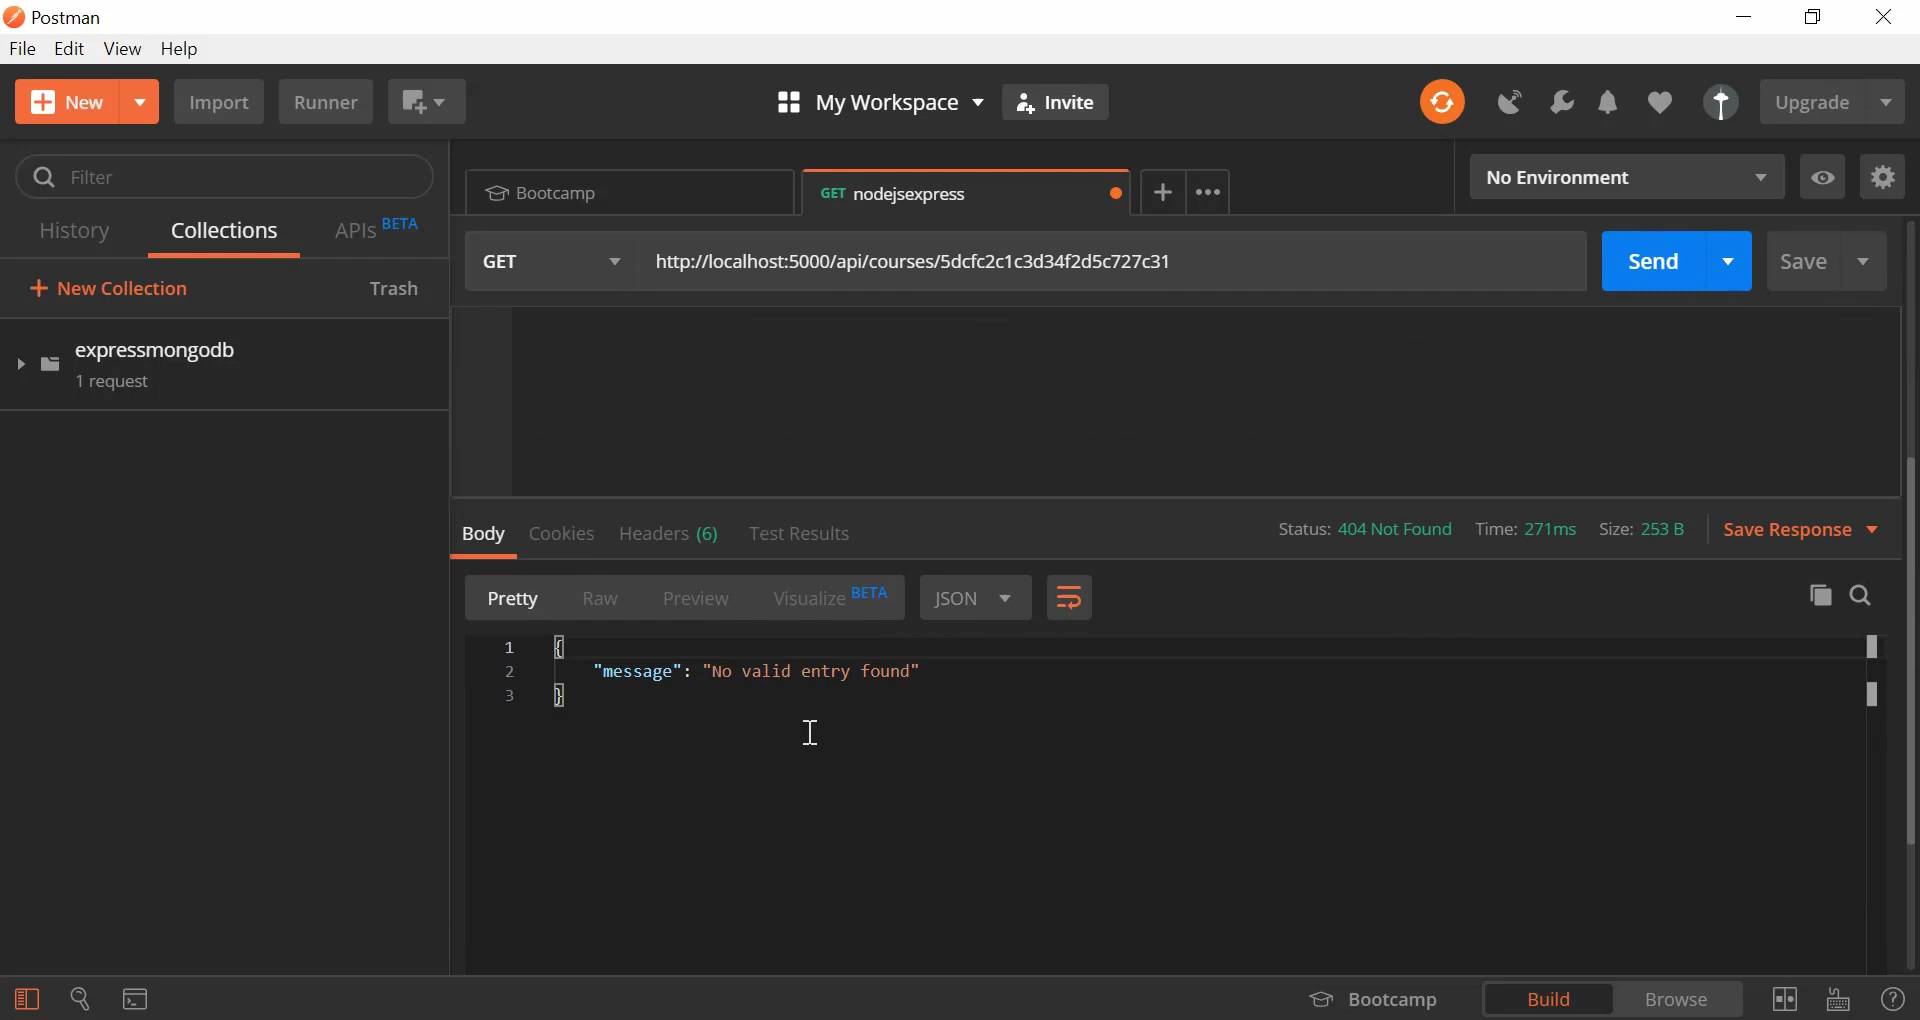 Postman
File Edit View Help
New Import Runner My Workspace Invite Upgrade
Filter
History Collections APIs BETA
New Collection Trash
expressmongodb
1 request
Bootcamp GET nodejsexpress No Environment
GET http://localhost:5000/api/courses/5dcfc2c1c3d34f2d5c727c31 Send Save
Body Cookies Headers (6) Test Results Status: 404 Not Found Time: 271ms Size: 253 B Save Response
Pretty Raw Preview Visualize BETA JSON
1 {
2 "message": "No valid entry found"
3 }
Bootcamp Build Browse